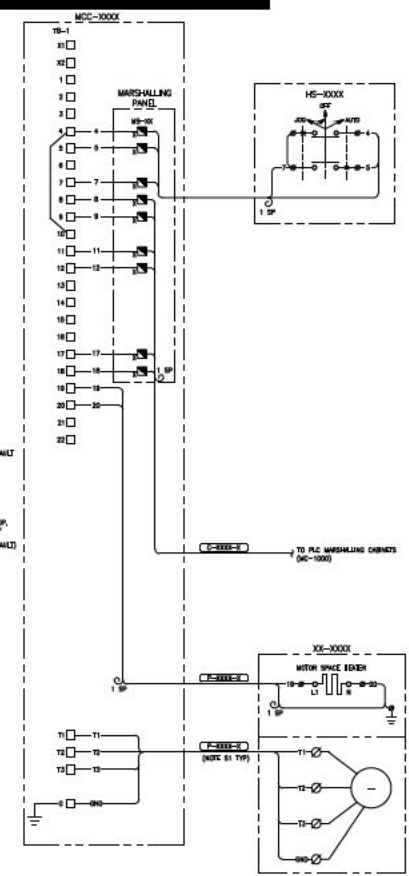 MCC-XXXX
TB-1
X1
X2
1
2
3
4 4
5 5
6
7 7
8 8
9 9
10
11 11
12 12
13
14
15
16
17 17
18 18
19 19
20 20
21
22
MARSHALLING
PANEL
MS-XX
X
X
X
X
X
X
X
X
X
1 SP
HS-XXXX
OFF
JOG AUTO
4
7 5
1 SP
AULT
OP,
AULT)
C-XXXX-X
TO PLC MARSHALLING CABINETS
(MC-1000)
XX-XXXX
MOTOR SPACE HEATER
19 20
L1 N
1 SP
P-XXXX-X
1 SP
T1 T1
T2 T2
T3 T3
G GND
P-XXXX-X
(NOTE S1 TYP)
T1
T2
T3
GND